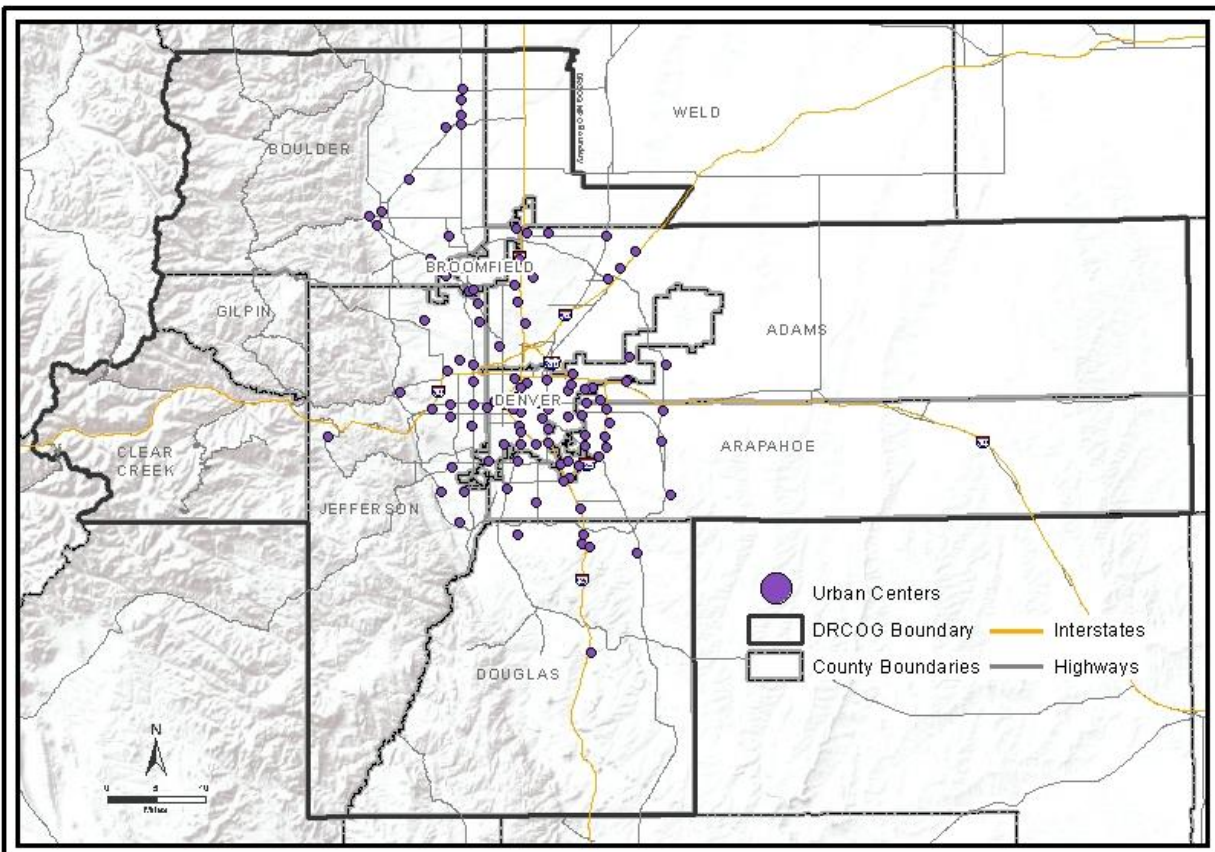 WELD
BOULDER
BROOMFIELD
GILPIN
ADAMS
DENVER
CLEAR
CREEK
ARAPAHOE
JEFFERSON
Urban Centers
DRCOG Boundary
Interstates
County Boundaries
Highways
DOUGLAS
N
Miles